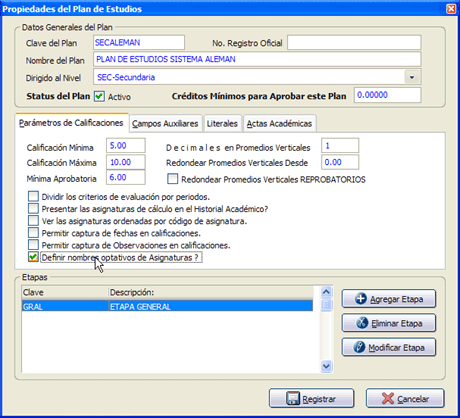 Propiedades del Plan de Estudios
Datos Generales del Plan
Clave del Plan SECALEMAN No. Registro Oficial
Nombre del Plan PLAN DE ESTUDIOS SISTEMA ALEMAN
Dirigido al Nivel SEC-Secundaria
Status del Plan Activo Créditos Mínimos para Aprobar este Plan 0.00000
Parámetros de Calificaciones Campos Auxiliares Literales Actas Académicas
Calificación Mínima 5.00 D e c i m a l e s en Promedios Verticales 1
Calificación Máxima 10.00 Redondear Promedios Verticales Desde 0.00
Mínima Aprobatoria 6.00 Redondear Promedios Verticales REPROBATORIOS
Dividir los criterios de evaluación por periodos.
Presentar las asignaturas de cálculo en el Historial Académico?
Ver las asignaturas ordenadas por código de asignatura.
Permitir captura de fechas en calificaciones.
Permitir captura de Observaciones en calificaciones.
Definir nombres optativos de Asignaturas ?
Etapas
Clave Descripción:
GRAL ETAPA GENERAL
Agregar Etapa
Eliminar Etapa
Modificar Etapa
Registrar Cancelar